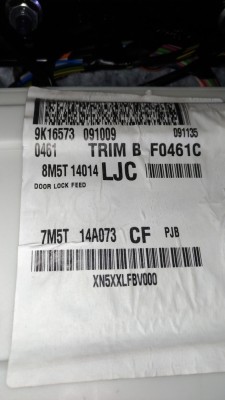 9K16573 091009 091135
0461 TRIM B F0461C
8M5T 14014 LJC
DOOR LOCK FEED
7M5T 14A073 CF PJB
XN5XXLFBV000